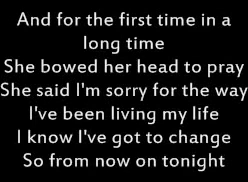 And for the first time in a
long time
She bowed her head to pray
She said I'm sorry for the way
I've been living my life
I know I've got to change
So from now on tonight